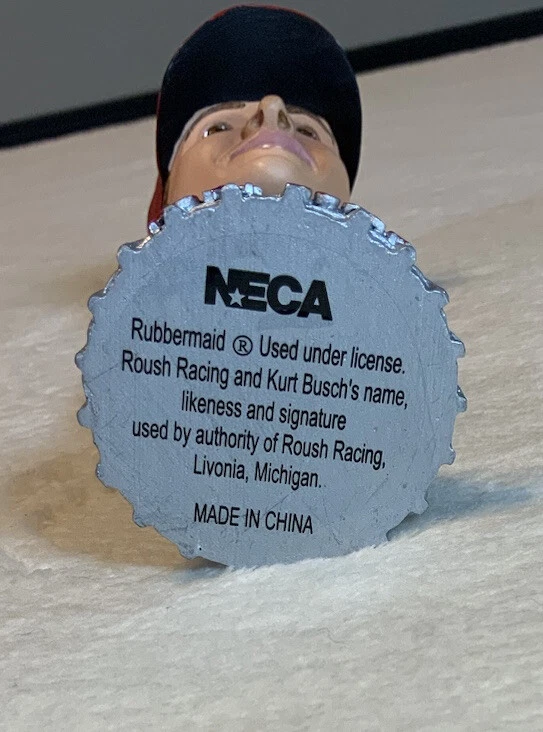 NECA
Rubbermaid ® Used under license.
Roush Racing and Kurt Busch's name,
likeness and signature
used by authority of Roush Racing,
Livonia, Michigan.
MADE IN CHINA